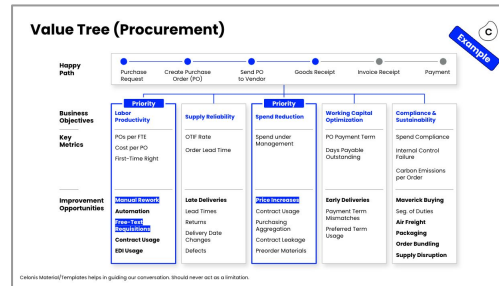 Value Tree (Procurement)
Example
C
Happy
Path
Purchase
Request
Create Purchase
Order (PO)
Send PO
to Vendor
Goods Receipt
Invoice Receipt
Payment
Priority
Priority
Business
Objectives
Labor
Productivity
Supply Reliability
Spend Reduction
Working Capital
Optimization
Compliance &
Sustainability
Key
Metrics
POs per FTE
Cost per PO
First-Time Right
OTIF Rate
Order Lead Time
Spend under
Management
PO Payment Term
Days Payable
Outstanding
Spend Compliance
Internal Control
Failure
Carbon Emissions
per Order
Improvement
Opportunities
Manual Rework
Automation
Free-Text
Requisitions
Contract Usage
EDI Usage
Late Deliveries
Lead Times
Returns
Delivery Date
Changes
Defects
Price Increases
Contract Usage
Purchasing
Aggregation
Contract Leakage
Preorder Materials
Early Deliveries
Payment Term
Mismatches
Preferred Term
Usage
Maverick Buying
Seg. of Duties
Air Freight
Packaging
Order Bundling
Supply Disruption
Celonis Material/Templates helps in guiding our conversation. Should never act as a limitation.